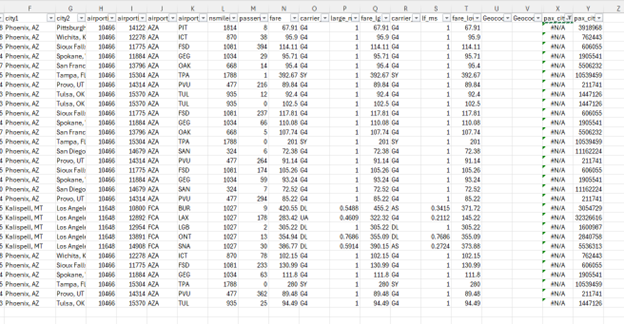 F G H I J K L M N O P Q R S T U V X Y Z
city1 city2 airport airport airport airport nsmile passen fare carrier_ large_n fare_lg carrier_ lf_ms fare_lo Geocoo Geocoo pax_cit pax_cit
Phoenix, AZ Pittsburgh 10466 14122 AZA PIT 1814 8 67.91 G4 1 67.91 G4 1 67.91 #N/A 3918968
Phoenix, AZ Wichita, K 10466 12278 AZA ICT 870 38 95.9 G4 1 95.9 G4 1 95.9 #N/A 762443
Phoenix, AZ Sioux Falls 10466 11775 AZA FSD 1081 394 114.11 G4 1 114.11 G4 1 114.11 #N/A 606055
Phoenix, AZ Spokane, 10466 11884 AZA GEG 1034 29 95.71 G4 1 95.71 G4 1 95.71 #N/A 1905541
Phoenix, AZ San Franc 10466 13796 AZA OAK 668 14 95.4 G4 1 95.4 G4 1 95.4 #N/A 5506232
Phoenix, AZ Tampa, FL 10466 15304 AZA TPA 1788 1 392.67 SY 1 392.67 SY 1 392.67 #N/A 10539459
Phoenix, AZ Provo, UT 10466 14314 AZA PVU 477 216 89.84 G4 1 89.84 G4 1 89.84 #N/A 211741
Phoenix, AZ Tulsa, OK 10466 15370 AZA TUL 935 12 92.4 G4 1 92.4 G4 1 92.4 #N/A 1447126
Phoenix, AZ Tulsa, OK 10466 15370 AZA TUL 935 0 102.5 G4 1 102.5 G4 1 102.5 #N/A 1447126
Phoenix, AZ Sioux Falls 10466 11775 AZA FSD 1081 237 117.81 G4 1 117.81 G4 1 117.81 #N/A 606055
Phoenix, AZ Spokane, 10466 11884 AZA GEG 1034 66 110.08 G4 1 110.08 G4 1 110.08 #N/A 1905541
Phoenix, AZ San Franc 10466 13796 AZA OAK 668 5 107.74 G4 1 107.74 G4 1 107.74 #N/A 5506232
Phoenix, AZ Tampa, FL 10466 15304 AZA TPA 1788 0 201 SY 1 201 SY 1 201 #N/A 10539459
Phoenix, AZ San Diego 10466 14679 AZA SAN 324 6 72.38 G4 1 72.38 G4 1 72.38 #N/A 11162224
Phoenix, AZ Provo, UT 10466 14314 AZA PVU 477 264 91.14 G4 1 91.14 G4 1 91.14 #N/A 211741
Phoenix, AZ Sioux Falls 10466 11775 AZA FSD 1081 174 105.26 G4 1 105.26 G4 1 105.26 #N/A 606055
Phoenix, AZ Spokane, 10466 11884 AZA GEG 1034 59 93.24 G4 1 93.24 G4 1 93.24 #N/A 1905541
Phoenix, AZ San Diego 10466 14679 AZA SAN 324 7 72.52 G4 1 72.52 G4 1 72.52 #N/A 11162224
Phoenix, AZ Provo, UT 10466 14314 AZA PVU 477 294 85.22 G4 1 85.22 G4 1 85.22 #N/A 211741
Kalispell, MT Los Angele 11648 10800 FCA BUR 1027 9 420.55 DL 0.5488 455.2 AS 0.3415 371.72 #N/A 3054729
Kalispell, MT Los Angele 11648 12892 FCA LAX 1027 178 283.42 UA 0.4609 322.32 G4 0.2112 145.22 #N/A 32326616
Kalispell, MT Los Angele 11648 12954 FCA LGB 1027 2 305.22 DL 1 305.22 DL 1 305.22 #N/A 1600987
Kalispell, MT Los Angele 11648 13891 FCA ONT 1027 13 354.94 DL 0.7686 355.09 DL 0.7686 355.09 #N/A 2840758
Kalispell, MT Los Angele 11648 14908 FCA SNA 1027 30 386.77 DL 0.5914 390.15 AS 0.2724 373.88 #N/A 5536313
Phoenix, AZ Wichita, K 10466 12278 AZA ICT 870 78 102.15 G4 1 102.15 G4 1 102.15 #N/A 762443
Phoenix, AZ Sioux Falls 10466 11775 AZA FSD 1081 233 130.99 G4 1 130.99 G4 1 130.99 #N/A 606055
Phoenix, AZ Spokane, 10466 11884 AZA GEG 1034 63 111.8 G4 1 111.8 G4 1 111.8 #N/A 1905541
Phoenix, AZ Tampa, FL 10466 15304 AZA TPA 1788 0 280 SY 1 280 SY 1 280 #N/A 10539459
Phoenix, AZ Provo, UT 10466 14314 AZA PVU 477 362 89.48 G4 1 89.48 G4 1 89.48 #N/A 211741
Phoenix, AZ Tulsa, OK 10466 15370 AZA TUL 935 25 94.49 G4 1 94.49 G4 1 94.49 #N/A 1447126